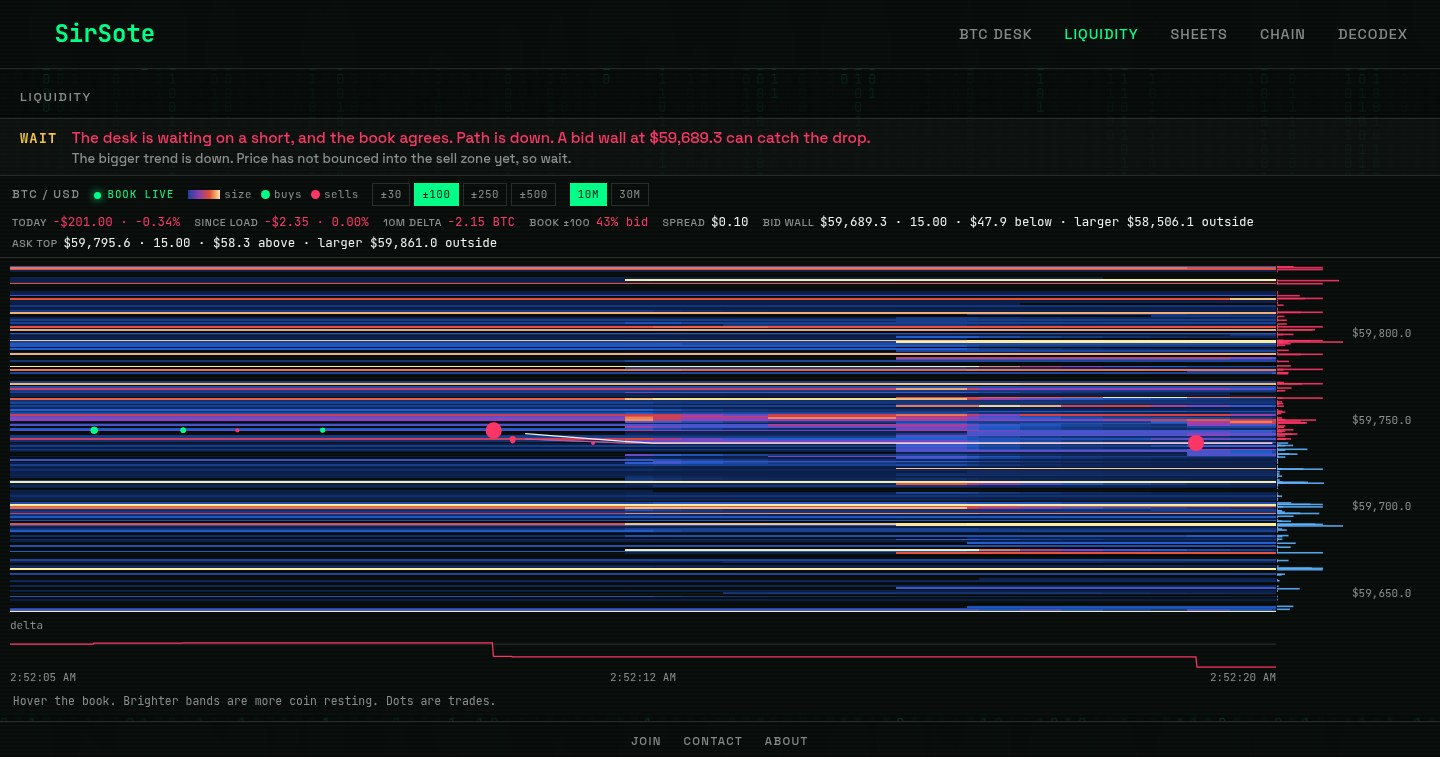 SirSote
BTC DESK LIQUIDITY SHEETS CHAIN DECODEX
LIQUIDITY
WAIT The desk is waiting on a short, and the book agrees. Path is down. A bid wall at $59,689.3 can catch the drop.
The bigger trend is down. Price has not bounced into the sell zone yet, so wait.
BTC / USD BOOK LIVE size buys sells ±30 ±100 ±250 ±500 10M 30M
TODAY -$201.00 · -0.34% SINCE LOAD -$2.35 · 0.00% 10M DELTA -2.15 BTC BOOK ±100 43% bid SPREAD $0.10 BID WALL $59,689.3 · 15.00 · $47.9 below · larger $58,506.1 outside
ASK TOP $59,795.6 · 15.00 · $58.3 above · larger $59,861.0 outside
$59,800.0
$59,750.0
$59,700.0
$59,650.0
delta
2:52:05 AM 2:52:12 AM 2:52:20 AM
Hover the book. Brighter bands are more coin resting. Dots are trades.
JOIN CONTACT ABOUT